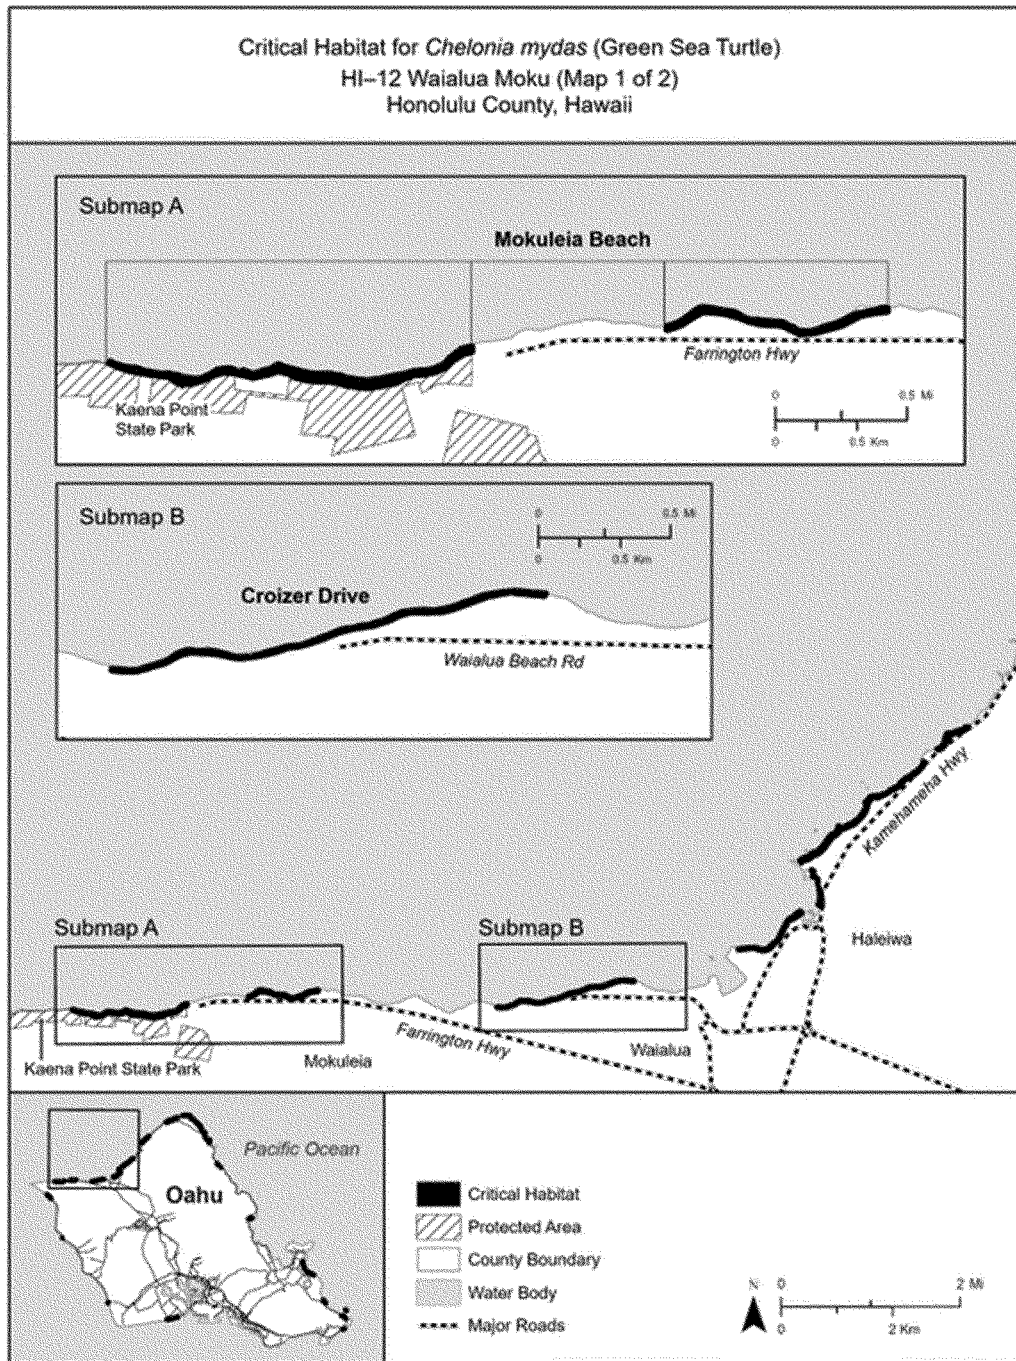 Critical Habitat for Chelonia mydas (Green Sea Turtle)
HI–12 Waialua Moku (Map 1 of 2)
Honolulu County, Hawaii
Submap A
Mokuleia Beach
Farrington Hwy
Kaena Point
State Park
0 0.5 Mi
0 0.5 Km
Submap B
0 0.5 Mi
0 0.5 Km
Croizer Drive
Waialua Beach Rd
Kamehameha Hwy
Submap A
Submap B
Haleiwa
Farrington Hwy
Waialua
Mokuleia
Kaena Point State Park
Pacific Ocean
Oahu
Critical Habitat
Protected Area
County Boundary
Water Body
Major Roads
N
0 2 Mi
0 2 Km